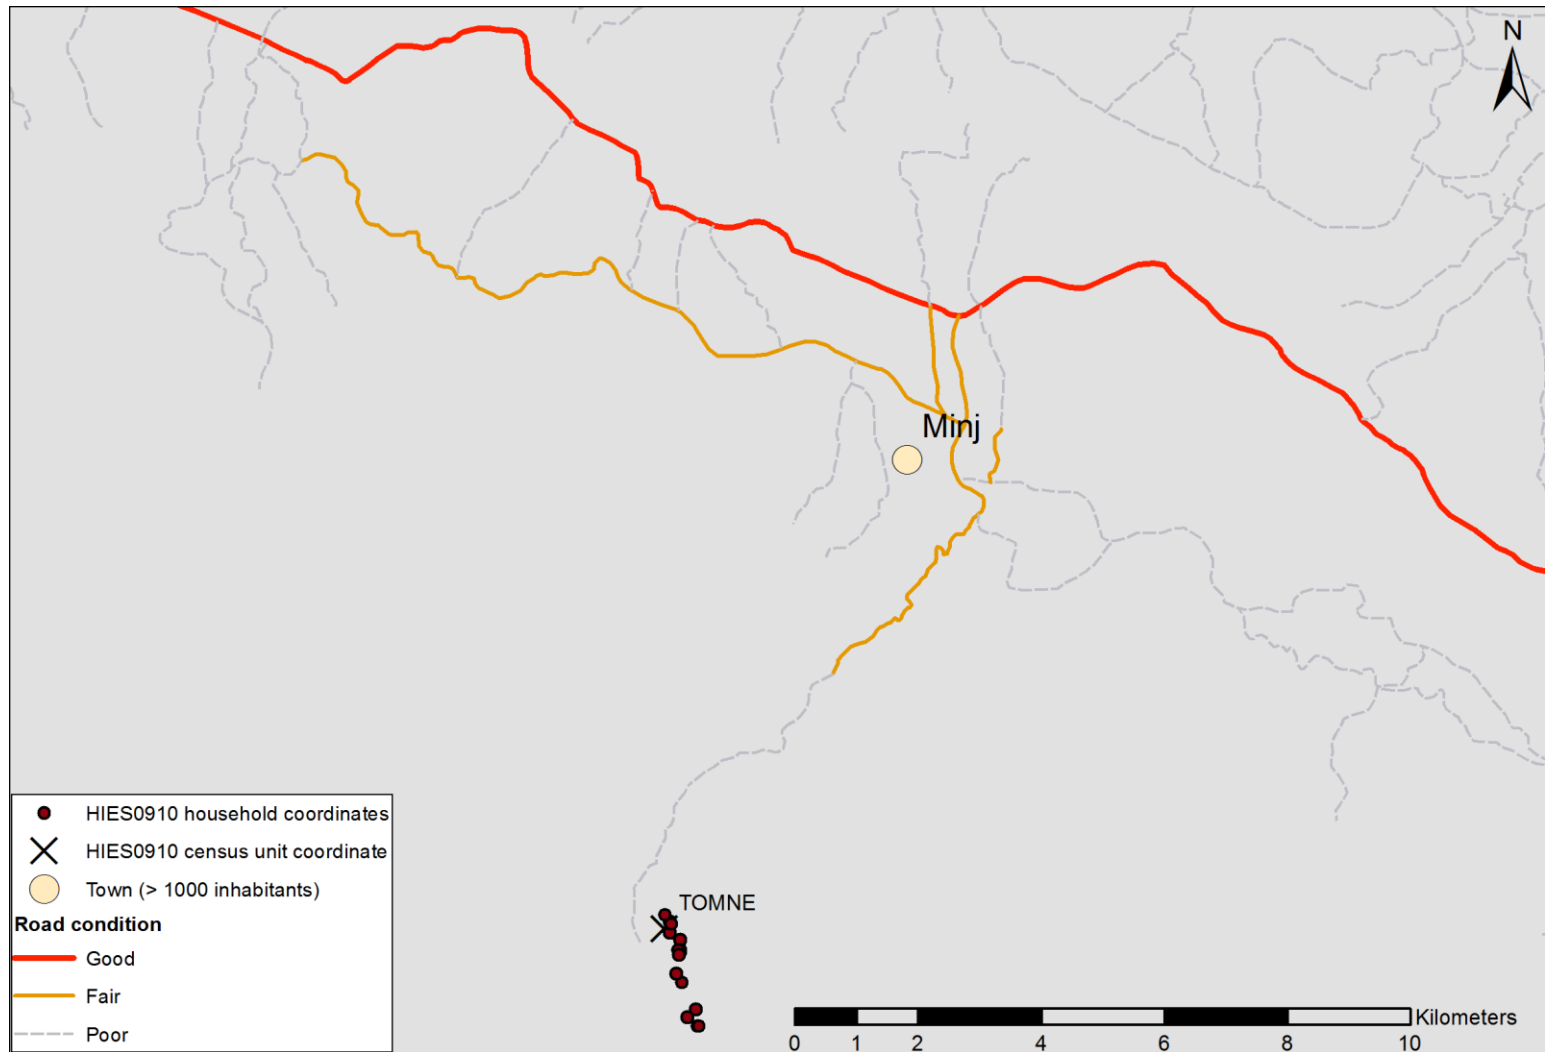 N
Minj
HIES0910 household coordinates
HIES0910 census unit coordinate
Town (> 1000 inhabitants)
Road condition
Good
Fair
Poor
TOMNE
Kilometers
0 1 2 4 6 8 10